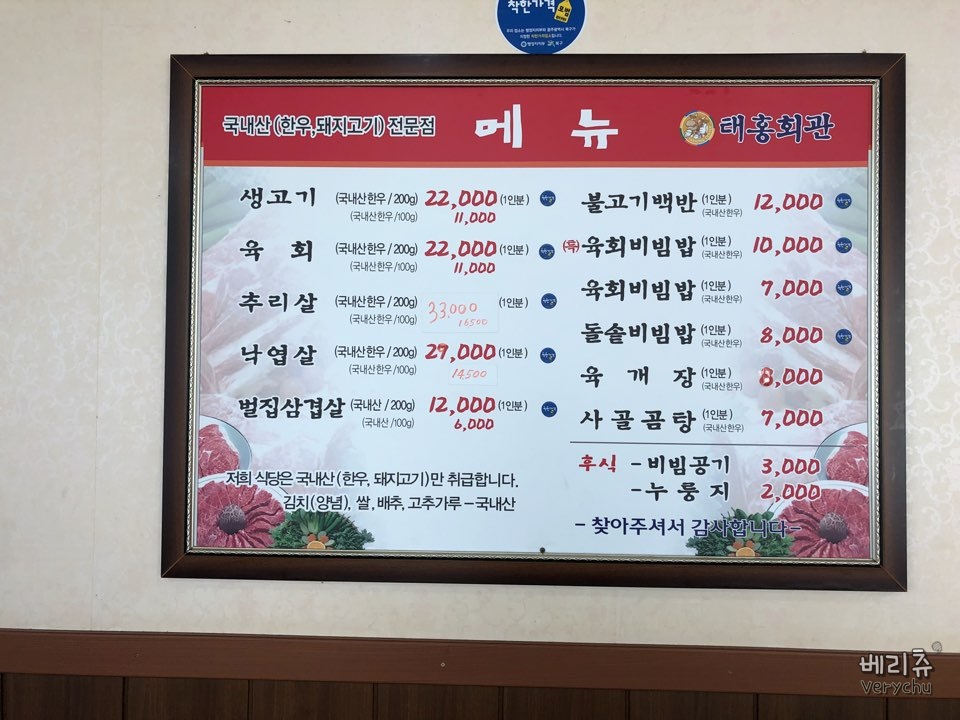 착한가격
모범
행정자치부 북구
국내산(한우,돼지고기) 전문점 메 뉴 태홍회관
생고기 (국내산한우/200g) 22,000 (1인분)
(국내산한우/100g) 11,000
육 회 (국내산한우/200g) 22,000 (1인분)
(국내산한우/100g) 11,000
추리살 (국내산한우/200g) 33,000 (1인분)
(국내산한우/100g) 16500
낙엽살 (국내산한우/200g) 29,000 (1인분)
(국내산한우/100g) 14,500
벌집삼겹살 (국내산 /200g) 12,000 (1인분)
(국내산/100g) 6,000
저희 식당은 국내산(한우, 돼지고기)만 취급합니다.
김치(양념), 쌀, 배추, 고추가루 - 국내산
불고기백반 (1인분) 12,000
(국내산한우)
(특)육회비빔밥 (1인분) 10,000
(국내산한우)
육회비빔밥 (1인분) 7,000
(국내산한우)
돌솥비빔밥 (1인분) 8,000
(국내산한우)
육 개 장 (1인분) 8,000
(국내산한우)
사골곰탕 (1인분) 7,000
(국내산한우)
후식 - 비빔공기 3,000
- 누룽지 2,000
- 찾아주셔서 감사합니다-
베리츄
Verychu